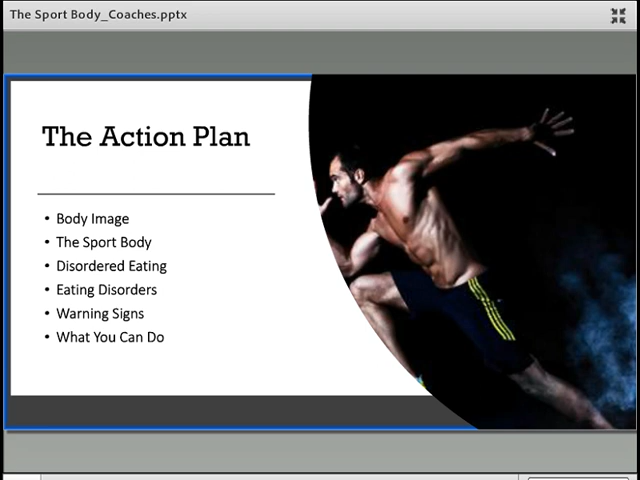 The Sport Body_Coaches.pptx
The Action Plan
• Body Image
• The Sport Body
• Disordered Eating
• Eating Disorders
• Warning Signs
• What You Can Do